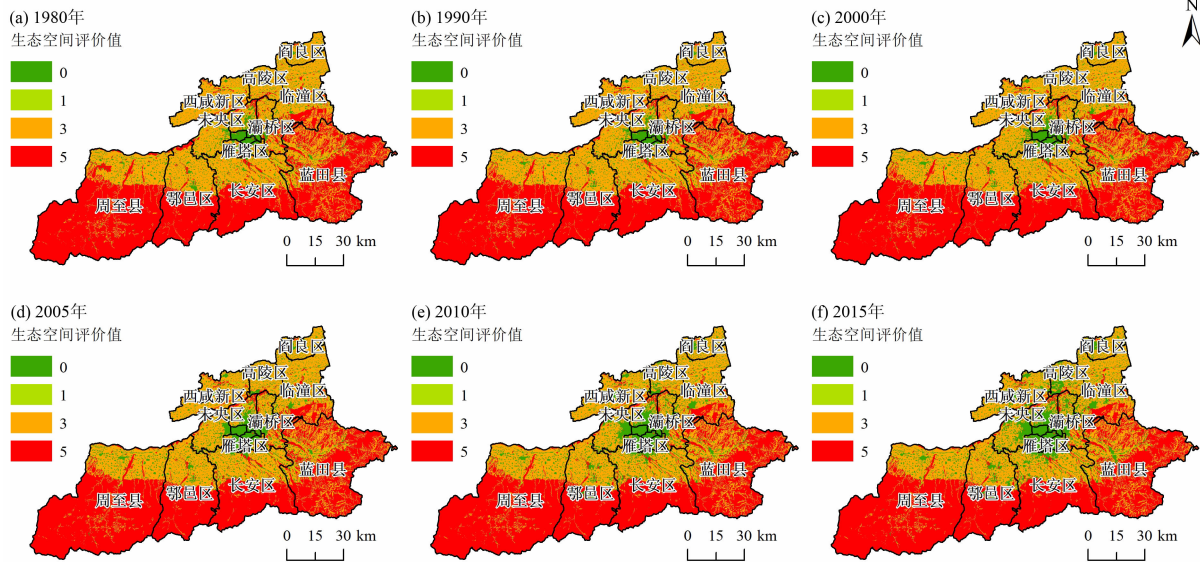 (a) 1980年
生态空间评价值
0
1
3
5
阎良区
高陵区
西咸新区
临潼区
未央区
灞桥区
雁塔区
蓝田县
长安区
鄠邑区
周至县
0 15 30 km
(b) 1990年
生态空间评价值
0
1
3
5
阎良区
高陵区
西咸新区
临潼区
未央区
灞桥区
雁塔区
蓝田县
长安区
鄠邑区
周至县
0 15 30 km
(c) 2000年
生态空间评价值
0
1
3
5
阎良区
高陵区
西咸新区
临潼区
未央区
灞桥区
雁塔区
蓝田县
长安区
鄠邑区
周至县
0 15 30 km
N
(d) 2005年
生态空间评价值
0
1
3
5
阎良区
高陵区
西咸新区
临潼区
未央区
灞桥区
雁塔区
蓝田县
长安区
鄠邑区
周至县
0 15 30 km
(e) 2010年
生态空间评价值
0
1
3
5
阎良区
高陵区
西咸新区
临潼区
未央区
灞桥区
雁塔区
蓝田县
长安区
鄠邑区
周至县
0 15 30 km
(f) 2015年
生态空间评价值
0
1
3
5
阎良区
高陵区
西咸新区
临潼区
未央区
灞桥区
雁塔区
蓝田县
长安区
鄠邑区
周至县
0 15 30 km